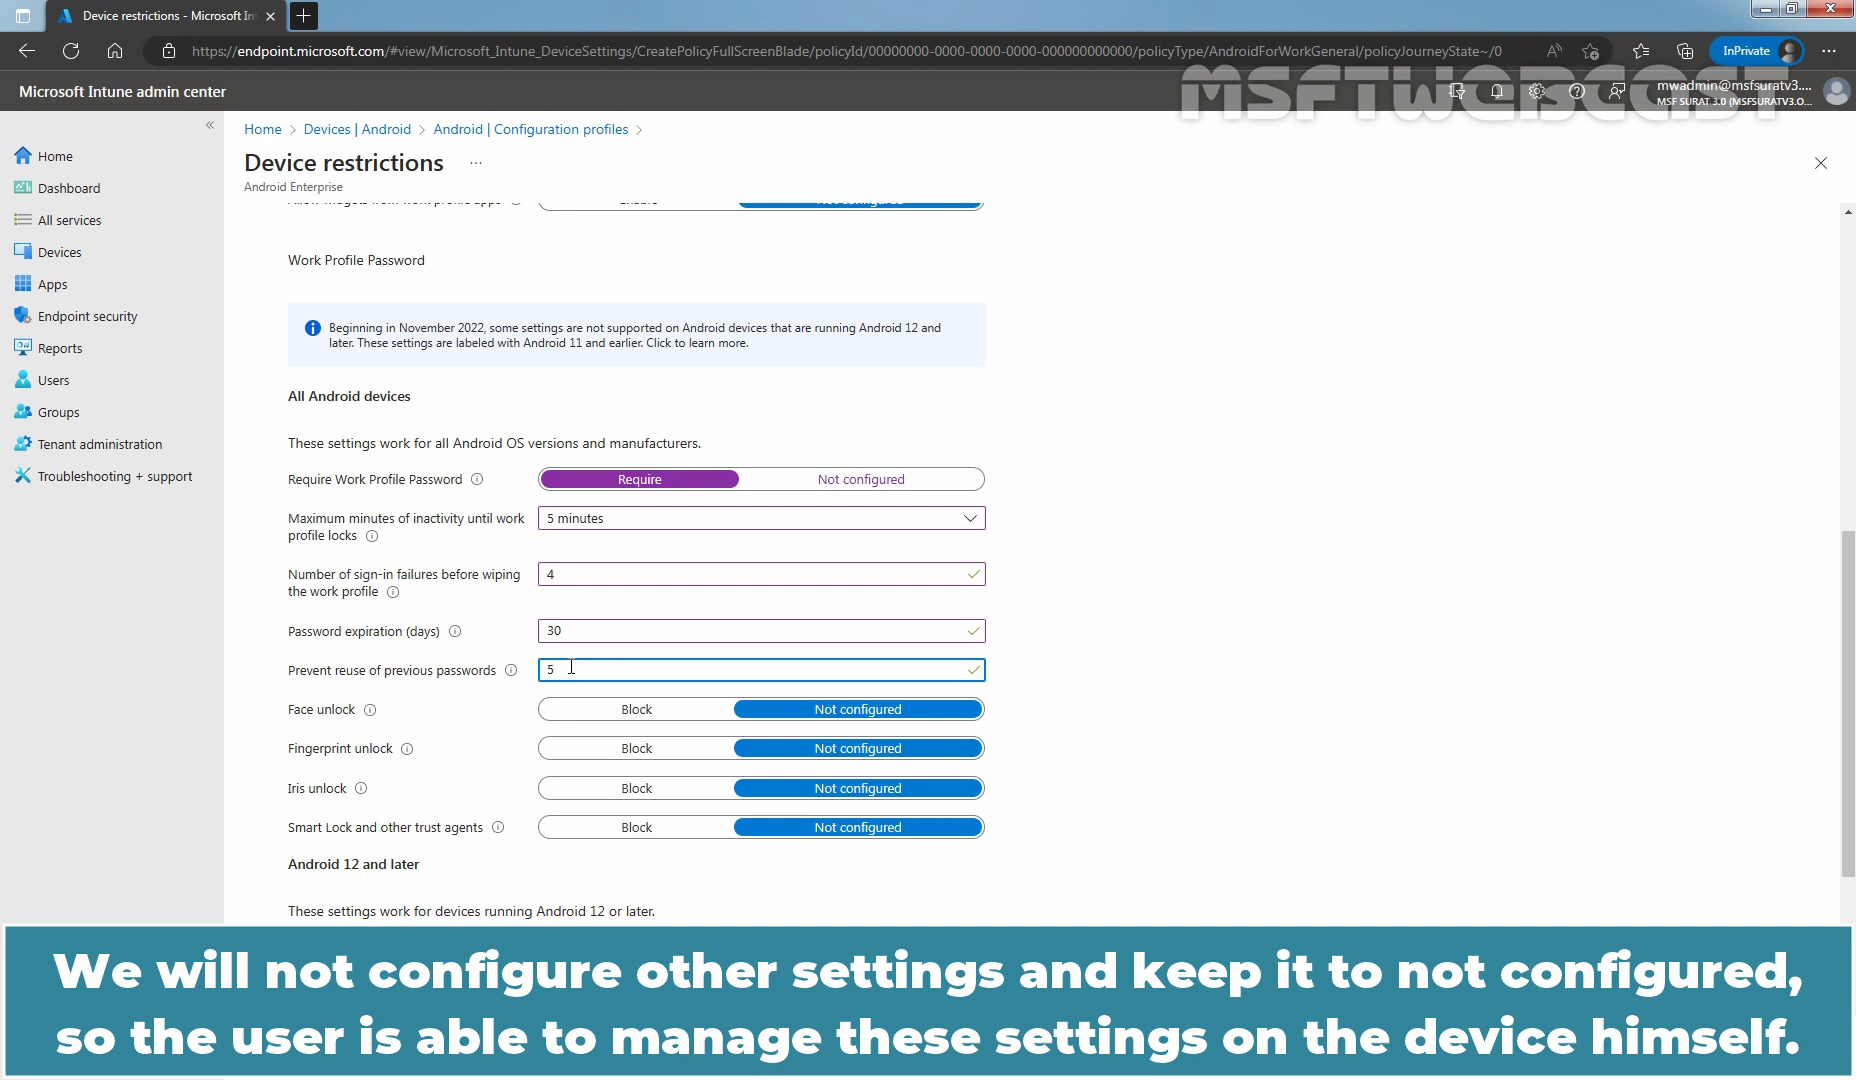 Device restrictions - Microsoft In
https://endpoint.microsoft.com/#view/Microsoft_Intune_DeviceSettings/CreatePolicyFullScreenBlade/policyId/00000000-0000-0000-0000-000000000000/policyType/AndroidForWorkGeneral/policyJourneyState~/0
InPrivate
Microsoft Intune admin center
MSFTWEBCAST
mwadmin@msfsuratv3....
MSF SURAT 3.0 (MSFSURATV3.O...
Home > Devices | Android > Android | Configuration profiles >
Device restrictions ...
Android Enterprise
Home
Dashboard
All services
Devices
Apps
Endpoint security
Reports
Users
Groups
Tenant administration
Troubleshooting + support
Allow widgets from work profile apps Enable Not configured
Work Profile Password
Beginning in November 2022, some settings are not supported on Android devices that are running Android 12 and
later. These settings are labeled with Android 11 and earlier. Click to learn more.
All Android devices
These settings work for all Android OS versions and manufacturers.
Require Work Profile Password Require Not configured
Maximum minutes of inactivity until work 5 minutes
profile locks
Number of sign-in failures before wiping 4
the work profile
Password expiration (days) 30
Prevent reuse of previous passwords 5
Face unlock Block Not configured
Fingerprint unlock Block Not configured
Iris unlock Block Not configured
Smart Lock and other trust agents Block Not configured
Android 12 and later
These settings work for devices running Android 12 or later.
We will not configure other settings and keep it to not configured,
so the user is able to manage these settings on the device himself.